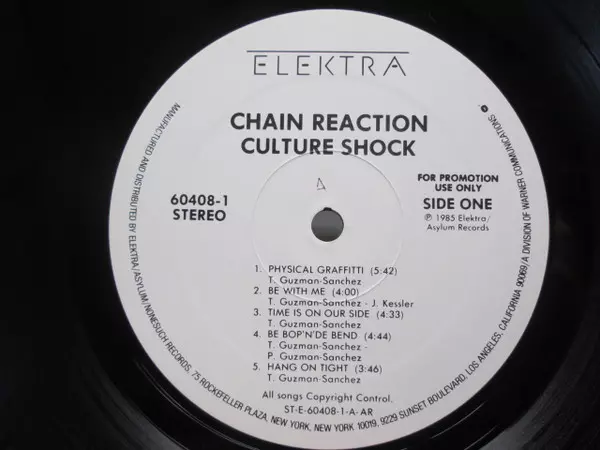 ELEKTRA
CHAIN REACTION
CULTURE SHOCK
60408-1
STEREO
FOR PROMOTION
USE ONLY
SIDE ONE
℗ 1985 Elektra/
Asylum Records
1. PHYSICAL GRAFFITI (5:42)
T. Guzman-Sanchez
2. BE WITH ME (4:00)
T. Guzman-Sanchez - J. Kessler
3. TIME IS ON OUR SIDE (4:33)
T. Guzman-Sanchez
4. BE BOP'N'DE BEND (4:44)
T. Guzman-Sanchez -
P. Guzman-Sanchez
5. HANG ON TIGHT (3:46)
T. Guzman-Sanchez
All songs Copyright Control.
ST-E-60408-1-A-AR
MANUFACTURED AND DISTRIBUTED BY ELEKTRA/ASYLUM/NONESUCH RECORDS, 75 ROCKEFELLER PLAZA, NEW YORK, NEW YORK 10019, 9229 SUNSET BOULEVARD, LOS ANGELES, CALIFORNIA 90069/A DIVISION OF WARNER COMMUNICATIONS